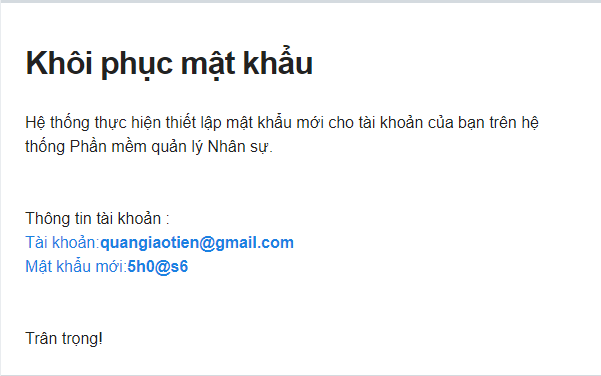 Khôi phục mật khẩu
Hệ thống thực hiện thiết lập mật khẩu mới cho tài khoản của bạn trên hệ
thống Phần mềm quản lý Nhân sự.
Thông tin tài khoản :
Tài khoản:quangiaotien@gmail.com
Mật khẩu mới:5h0@s6
Trân trọng!